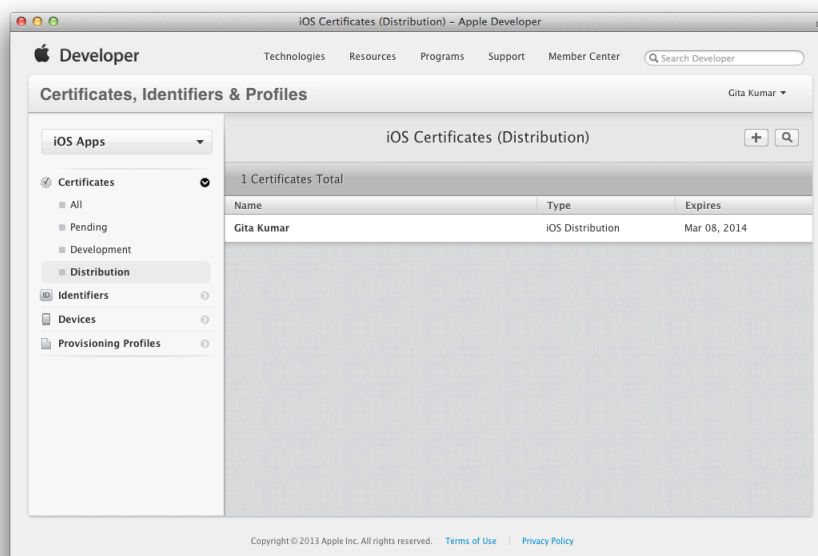 iOS Certificates (Distribution) – Apple Developer
Developer
Technologies Resources Programs Support Member Center Search Developer
Certificates, Identifiers & Profiles
Gita Kumar
iOS Apps
iOS Certificates (Distribution)
Certificates
1 Certificates Total
All
Name Type Expires
Pending
Gita Kumar iOS Distribution Mar 08, 2014
Development
Distribution
ID Identifiers
Devices
Provisioning Profiles
Copyright © 2013 Apple Inc. All rights reserved. Terms of Use Privacy Policy